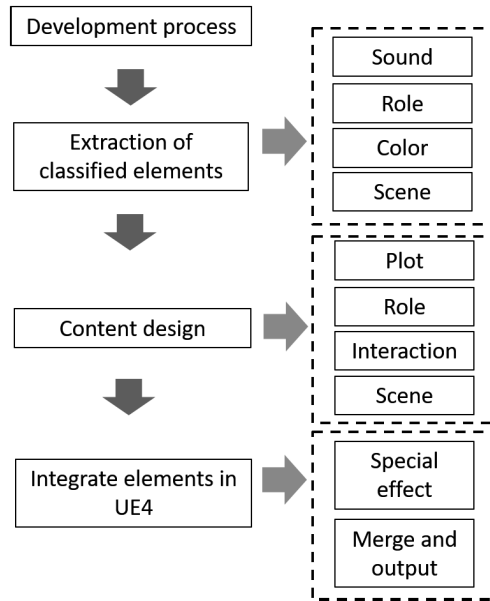 Development process
Extraction of
classified elements
Sound
Role
Color
Scene
Content design
Plot
Role
Interaction
Scene
Integrate elements in
UE4
Special
effect
Merge and
output